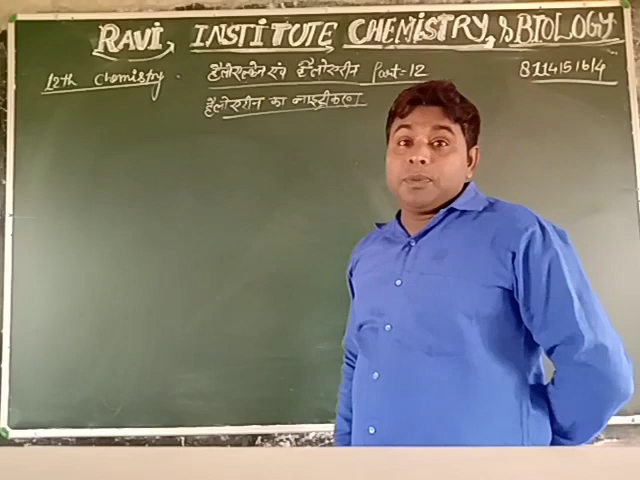 RAVI INSTITUTE CHEMISTRY & BIOLOGY
12th Chemistry. हैलोएल्केन एवं हैलोएरीन Part-12 8114151614
हैलोएरीन का नाइट्रीकरण